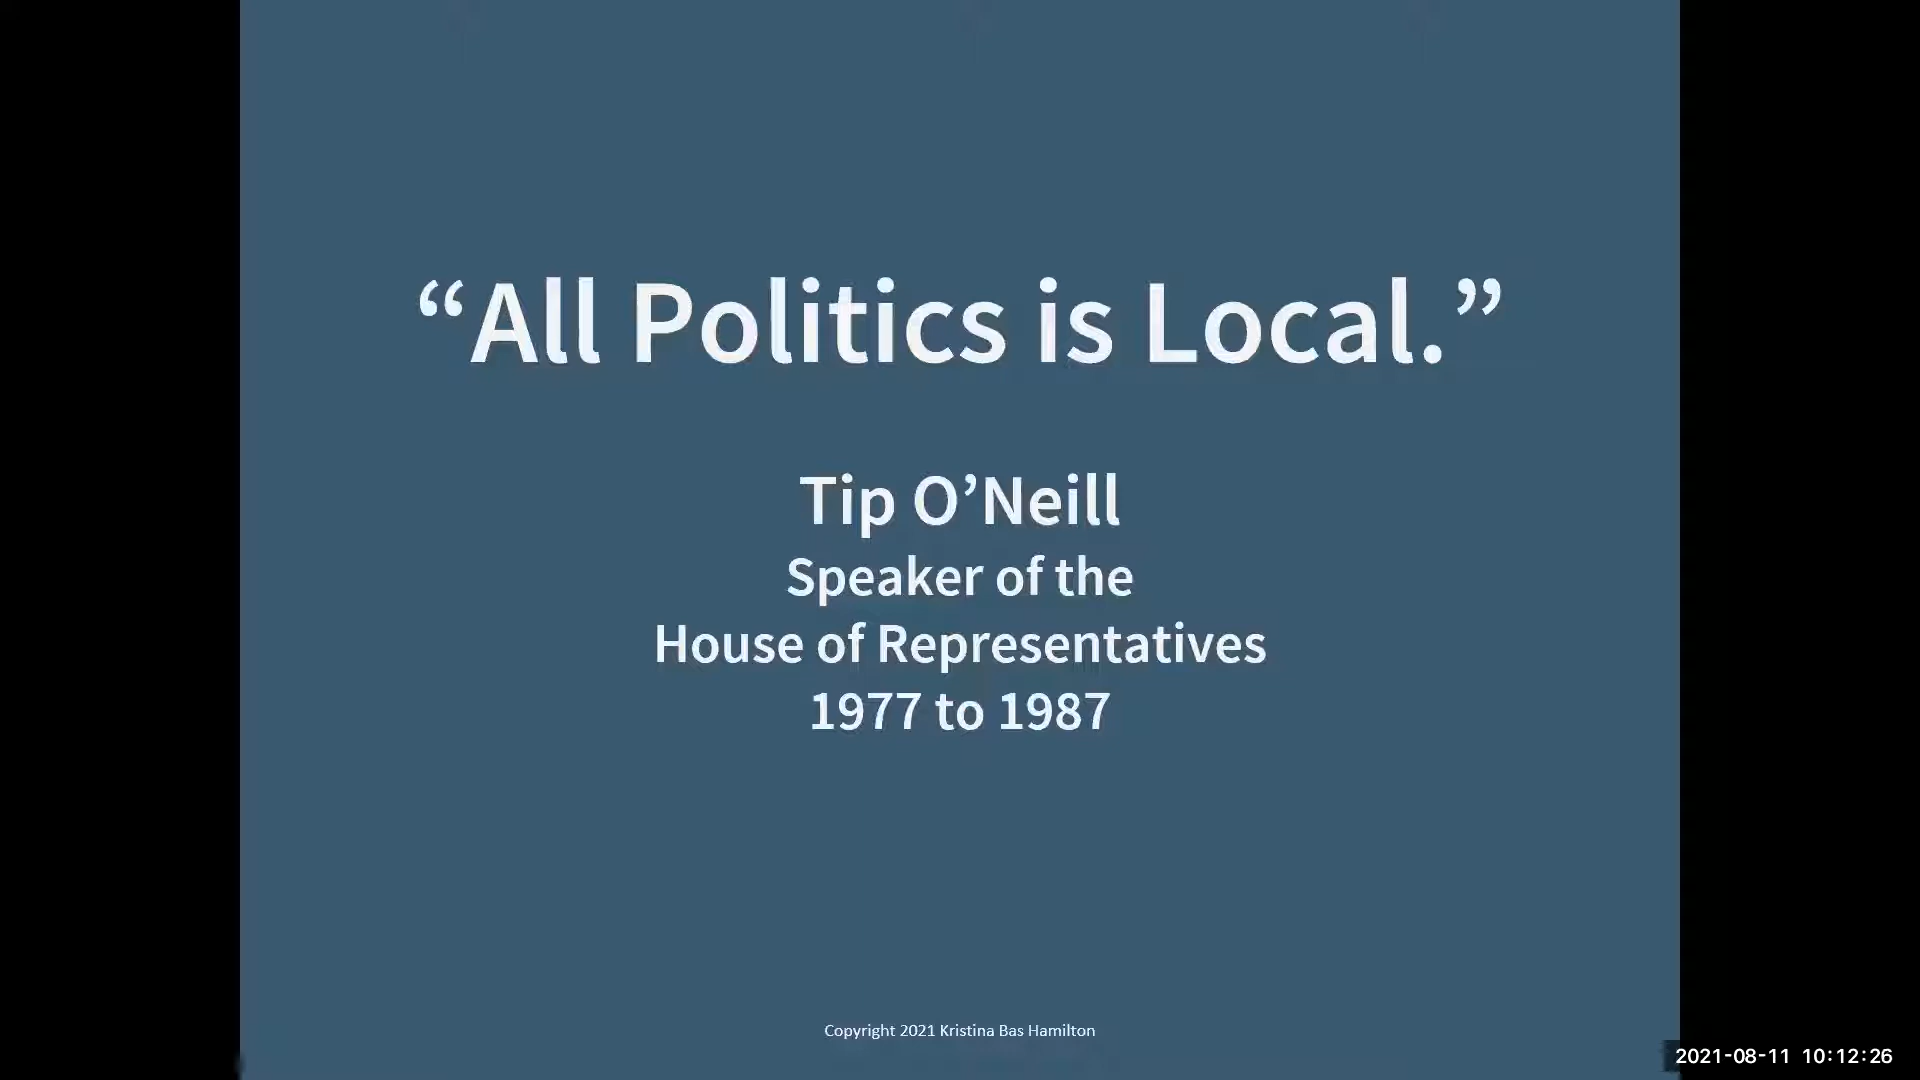 “All Politics is Local.”
Tip O’Neill
Speaker of the
House of Representatives
1977 to 1987
Copyright 2021 Kristina Bas Hamilton
2021-08-11 10:12:26